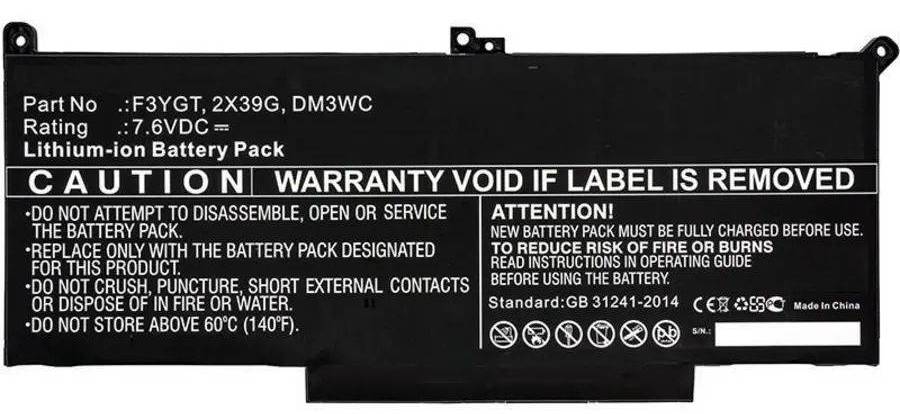 Part No .:F3YGT, 2X39G, DM3WC
Rating .:7.6VDC ⎓
Lithium-ion Battery Pack
CAUTION WARRANTY VOID IF LABEL IS REMOVED
•DO NOT ATTEMPT TO DISASSEMBLE, OPEN OR SERVICE
THE BATTERY PACK.
•REPLACE ONLY WITH THE BATTERY PACK DESIGNATED
FOR THIS PRODUCT.
•DO NOT CRUSH, PUNCTURE, SHORT EXTERNAL CONTACTS
OR DISPOSE OF IN FIRE OR WATER.
•DO NOT STORE ABOVE 60°C (140°F).
ATTENTION!
NEW BATTERY PACK MUST BE FULLY CHARGED BEFORE USE.
TO REDUCE RISK OF FIRE OR BURNS
READ INSTRUCTIONS IN OPERATING GUIDE
BEFORE USING THE BATTERY.
Standard:GB 31241-2014 CE Made In China
Pb S/N.: